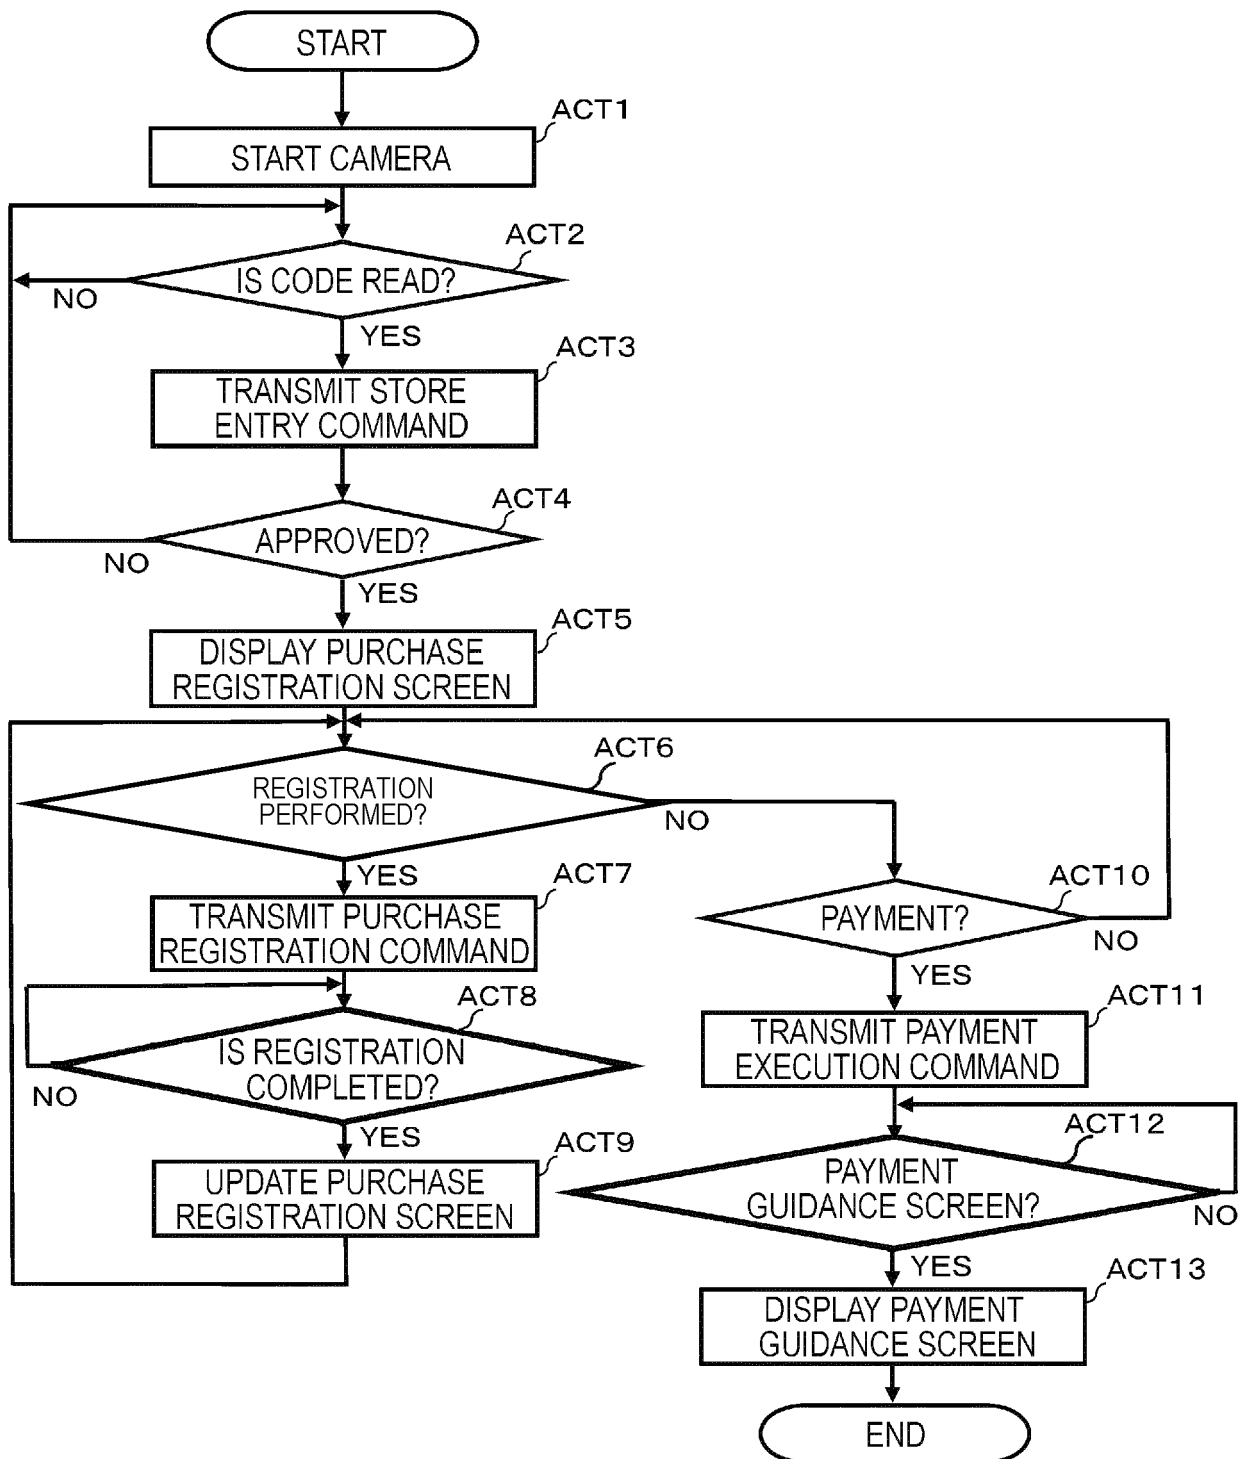 START
ACT1
START CAMERA
ACT2
IS CODE READ?
NO
YES
ACT3
TRANSMIT STORE
ENTRY COMMAND
ACT4
APPROVED?
NO
YES
ACT5
DISPLAY PURCHASE
REGISTRATION SCREEN
ACT6
REGISTRATION
PERFORMED?
NO
YES
ACT7
TRANSMIT PURCHASE
REGISTRATION COMMAND
ACT8
IS REGISTRATION
COMPLETED?
NO
YES
ACT9
UPDATE PURCHASE
REGISTRATION SCREEN
ACT10
PAYMENT?
NO
YES
ACT11
TRANSMIT PAYMENT
EXECUTION COMMAND
ACT12
PAYMENT
GUIDANCE SCREEN?
NO
YES
ACT13
DISPLAY PAYMENT
GUIDANCE SCREEN
END